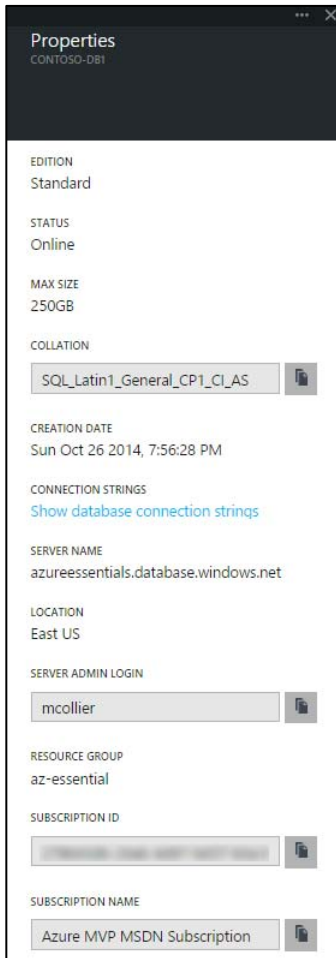 Properties
CONTOSO-DB1
EDITION
Standard
STATUS
Online
MAX SIZE
250GB
COLLATION
SQL_Latin1_General_CP1_CI_AS
CREATION DATE
Sun Oct 26 2014, 7:56:28 PM
CONNECTION STRINGS
Show database connection strings
SERVER NAME
azureessentials.database.windows.net
LOCATION
East US
SERVER ADMIN LOGIN
mcollier
RESOURCE GROUP
az-essential
SUBSCRIPTION ID
SUBSCRIPTION NAME
Azure MVP MSDN Subscription